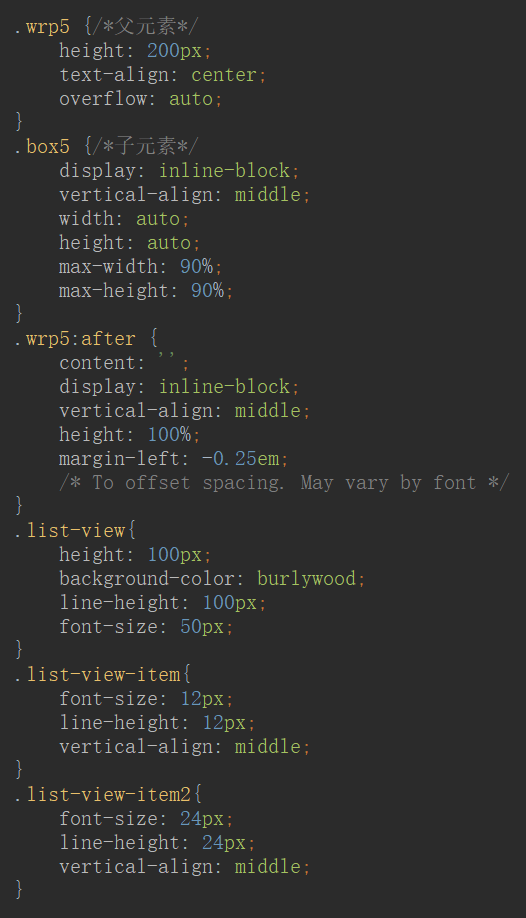 .wrp5 {/*父元素*/
    height: 200px;
    text-align: center;
    overflow: auto;
}
.box5 {/*子元素*/
    display: inline-block;
    vertical-align: middle;
    width: auto;
    height: auto;
    max-width: 90%;
    max-height: 90%;
}
.wrp5:after {
    content: '';
    display: inline-block;
    vertical-align: middle;
    height: 100%;
    margin-left: -0.25em;
    /* To offset spacing. May vary by font */
}
.list-view{
    height: 100px;
    background-color: burlywood;
    line-height: 100px;
    font-size: 50px;
}
.list-view-item{
    font-size: 12px;
    line-height: 12px;
    vertical-align: middle;
}
.list-view-item2{
    font-size: 24px;
    line-height: 24px;
    vertical-align: middle;
}